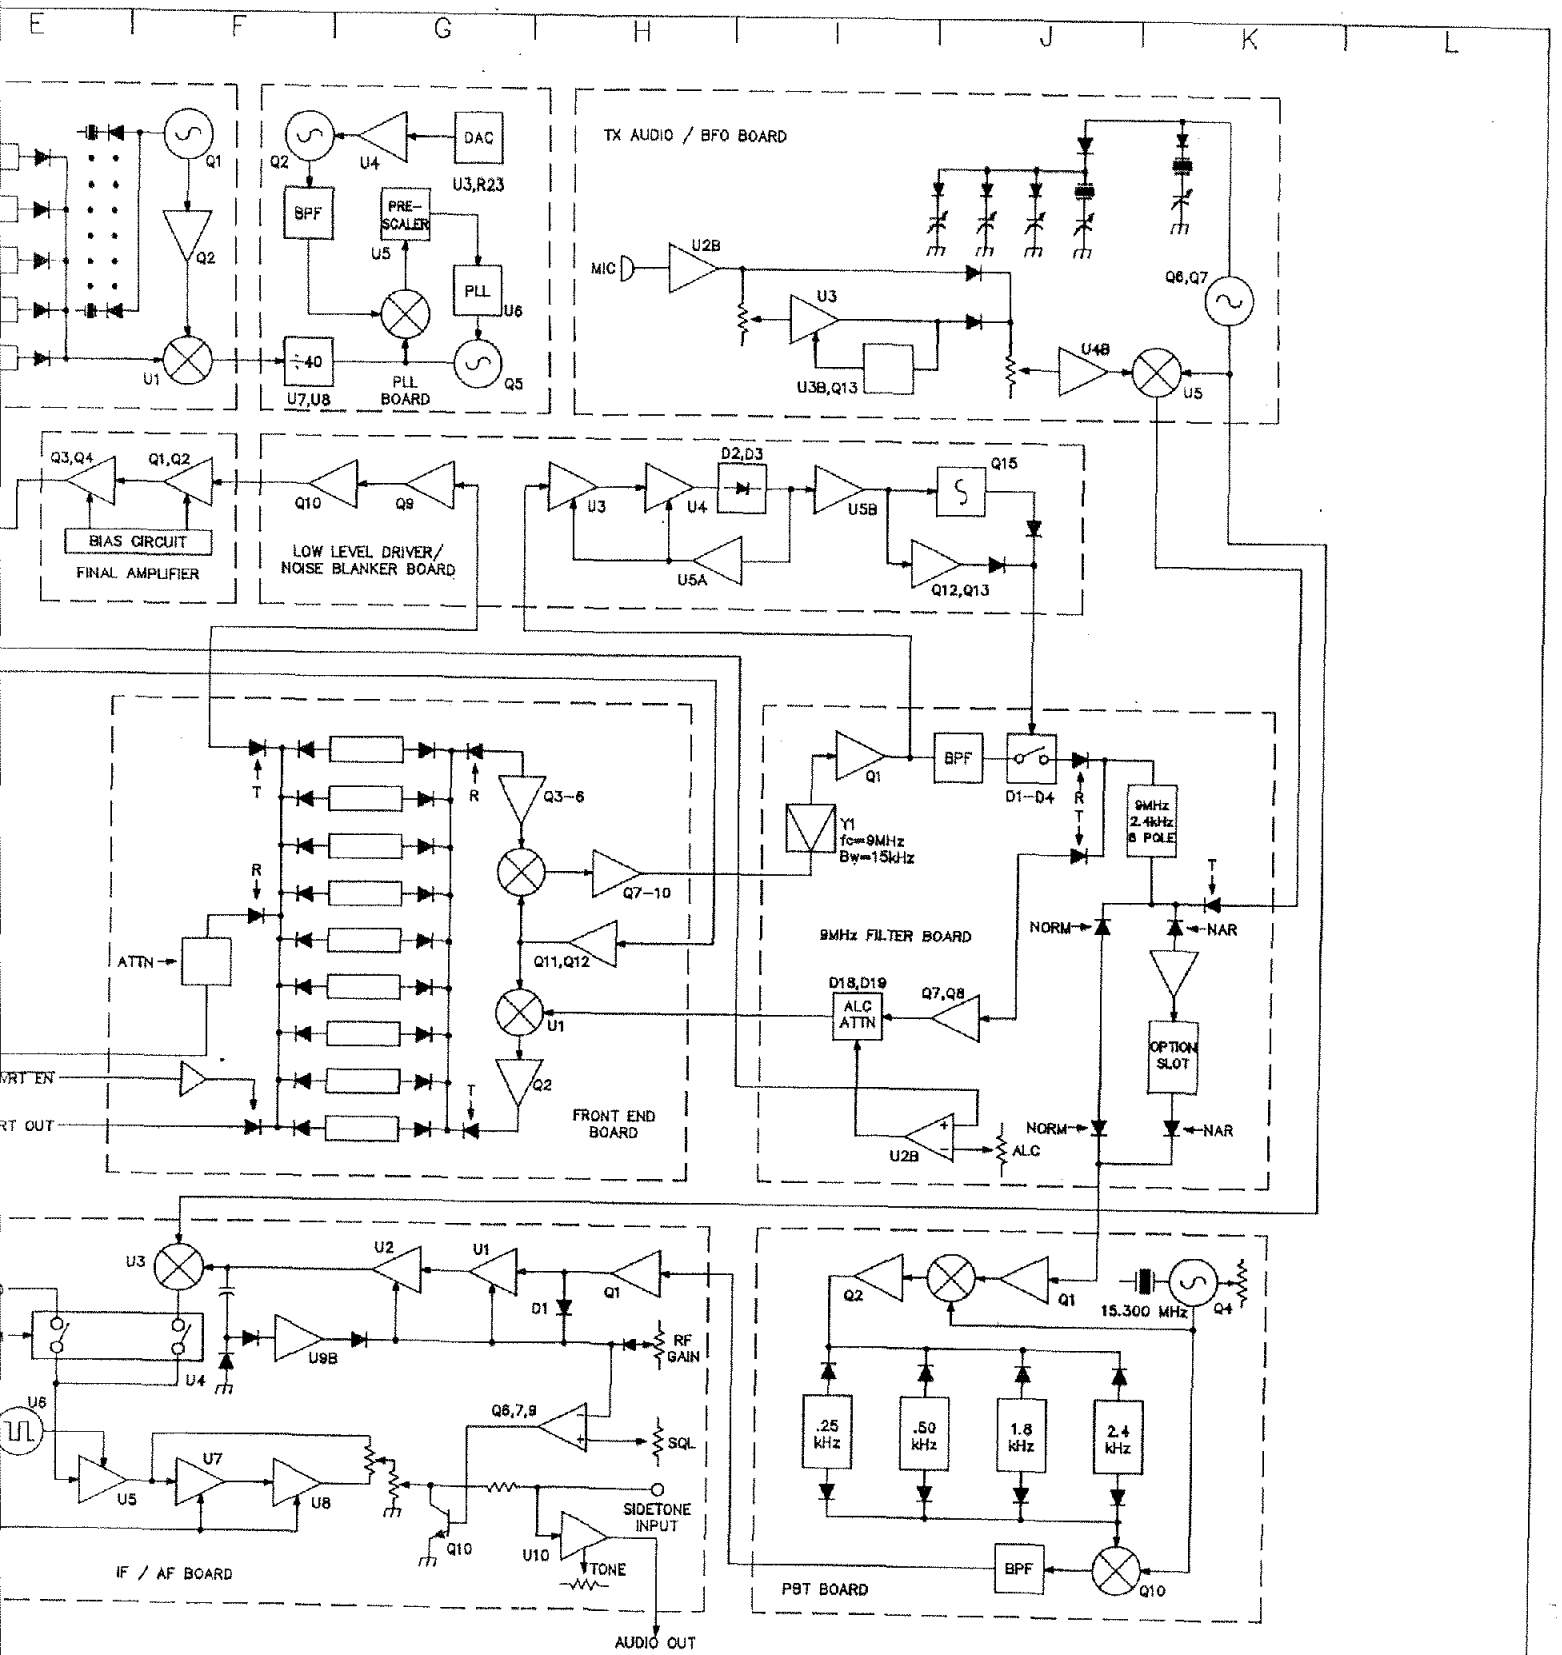 E F G H I J K L
Q1
Q2
U1
Q2
U4
DAC
U3,R23
BPF
PRE-
SCALER
U5
PLL
U6
÷40
U7,U8
PLL
BOARD
Q5
TX AUDIO / BFO BOARD
MIC
U2B
U3
U3B,Q13
U4B
U5
Q6,Q7
Q3,Q4
Q1,Q2
BIAS CIRCUIT
FINAL AMPLIFIER
Q10
Q9
LOW LEVEL DRIVER/
NOISE BLANKER BOARD
U3
U4
D2,D3
U5A
U5B
Q15
Q12,Q13
T
R
R
ATTN
Q3-6
Q7-10
Q11,Q12
U1
Q2
T
FRONT END
BOARD
VRT EN
RT OUT
Q1
BPF
D1-D4
R
T
Y1
fc=9MHz
Bw=15kHz
9MHz
2.4kHz
8 POLE
T
NORM
NAR
9MHz FILTER BOARD
D18,D19
ALC
ATTN
Q7,Q8
OPTION
SLOT
NORM
NAR
U2B
+
−
ALC
U3
U2
U1
Q1
D1
U9B
RF
GAIN
U4
U6
U5
U7
U8
Q6,7,9
−
+
SQL
SIDETONE
INPUT
Q10
U10
TONE
IF / AF BOARD
AUDIO OUT
Q2
Q1
15.300 MHz
Q4
.25
kHz
.50
kHz
1.8
kHz
2.4
kHz
BPF
Q10
PBT BOARD